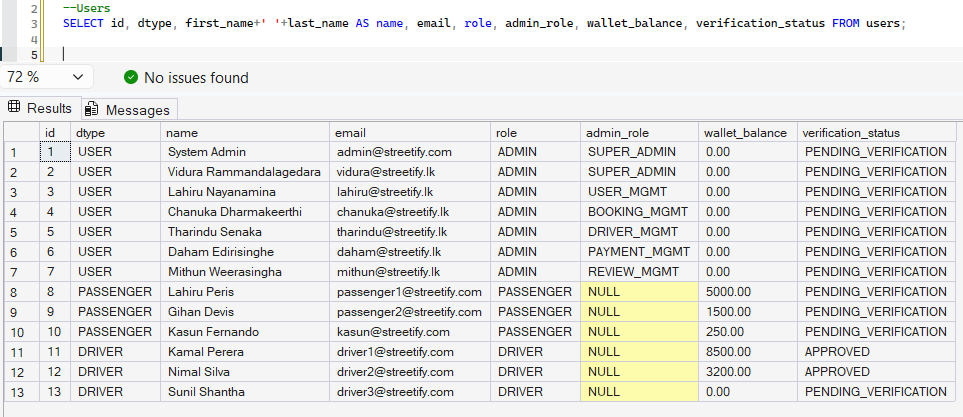 2 --Users
3 SELECT id, dtype, first_name+' '+last_name AS name, email, role, admin_role, wallet_balance, verification_status FROM users;
4
5
72 % No issues found
Results Messages
id dtype name email role admin_role wallet_balance verification_status
1 1 USER System Admin admin@streetify.com ADMIN SUPER_ADMIN 0.00 PENDING_VERIFICATION
2 2 USER Vidura Rammandalagedara vidura@streetify.lk ADMIN SUPER_ADMIN 0.00 PENDING_VERIFICATION
3 3 USER Lahiru Nayanamina lahiru@streetify.lk ADMIN USER_MGMT 0.00 PENDING_VERIFICATION
4 4 USER Chanuka Dharmakeerthi chanuka@streetify.lk ADMIN BOOKING_MGMT 0.00 PENDING_VERIFICATION
5 5 USER Tharindu Senaka tharindu@streetify.lk ADMIN DRIVER_MGMT 0.00 PENDING_VERIFICATION
6 6 USER Daham Edirisinghe daham@streetify.lk ADMIN PAYMENT_MGMT 0.00 PENDING_VERIFICATION
7 7 USER Mithun Weerasingha mithun@streetify.lk ADMIN REVIEW_MGMT 0.00 PENDING_VERIFICATION
8 8 PASSENGER Lahiru Peris passenger1@streetify.com PASSENGER NULL 5000.00 PENDING_VERIFICATION
9 9 PASSENGER Gihan Devis passenger2@streetify.com PASSENGER NULL 1500.00 PENDING_VERIFICATION
10 10 PASSENGER Kasun Fernando kasun@streetify.com PASSENGER NULL 250.00 PENDING_VERIFICATION
11 11 DRIVER Kamal Perera driver1@streetify.com DRIVER NULL 8500.00 APPROVED
12 12 DRIVER Nimal Silva driver2@streetify.com DRIVER NULL 3200.00 APPROVED
13 13 DRIVER Sunil Shantha driver3@streetify.com DRIVER NULL 0.00 PENDING_VERIFICATION